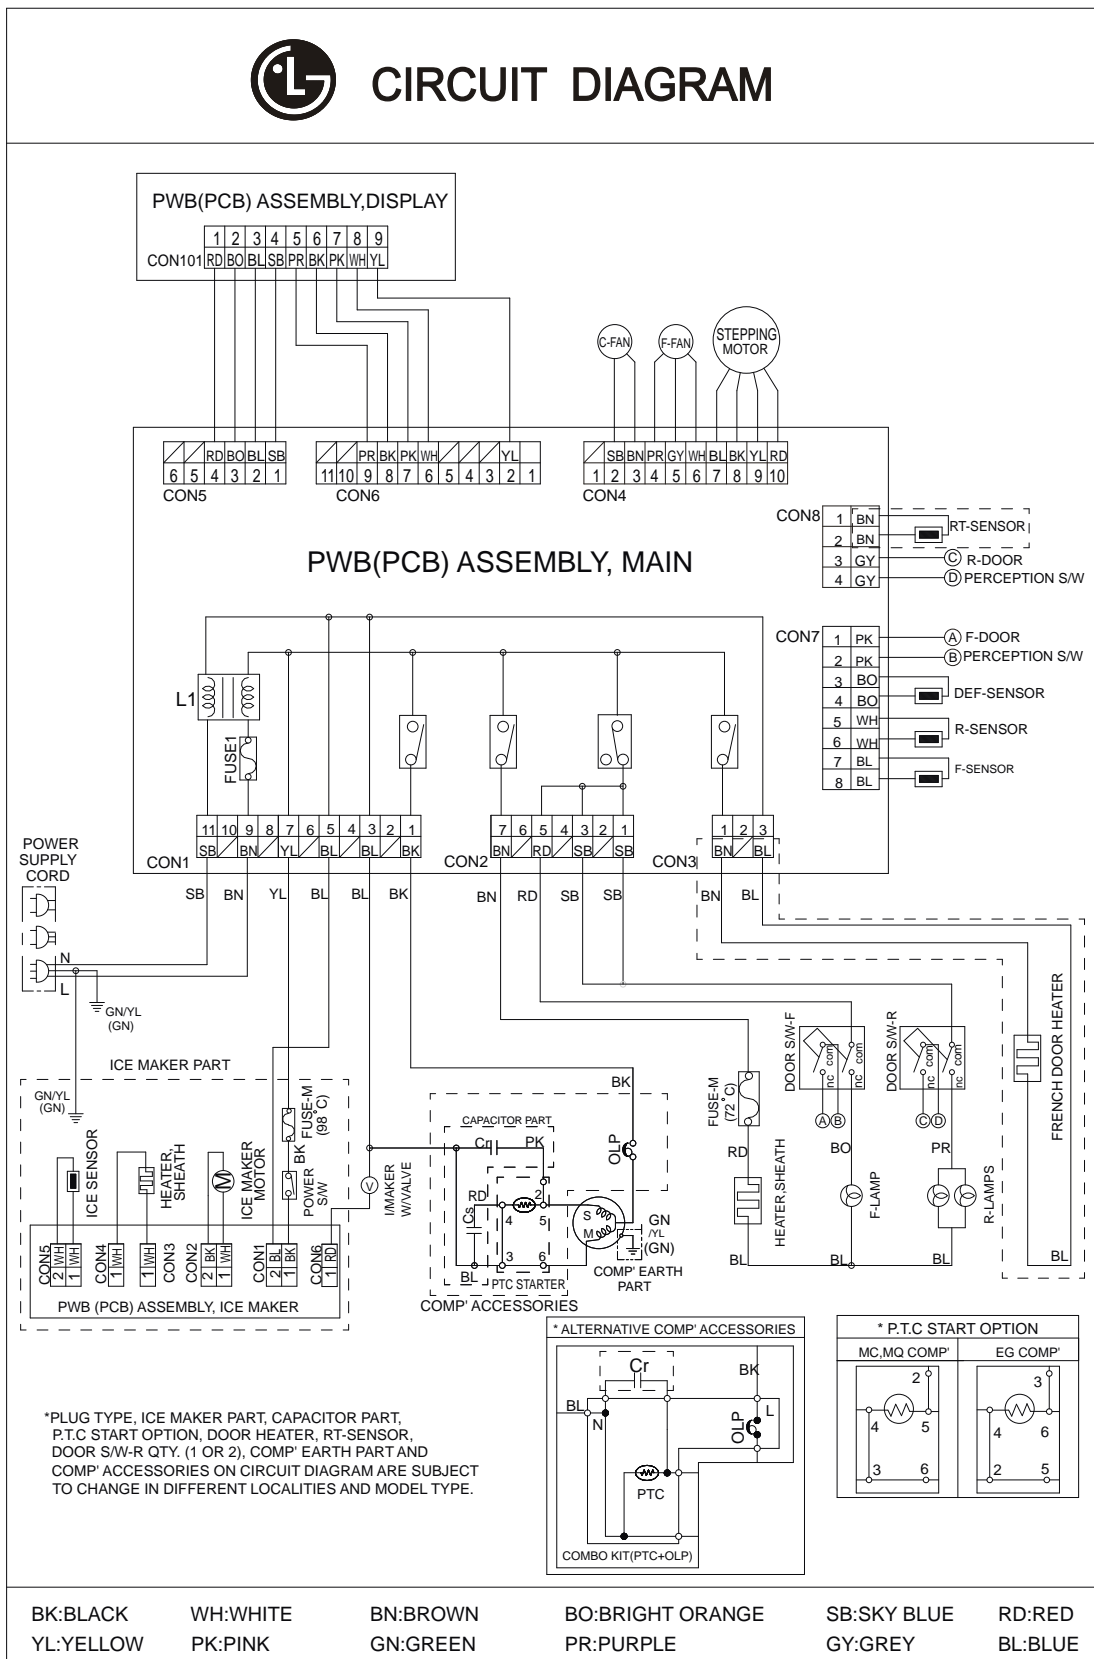 LG CIRCUIT DIAGRAM
PWB(PCB) ASSEMBLY,DISPLAY
1 2 3 4 5 6 7 8 9
CON101 RD BO BL SB PR BK PK WH YL
C-FAN F-FAN STEPPING MOTOR
RD BO BL SB
6 5 4 3 2 1
CON5
PR BK PK WH YL
11 10 9 8 7 6 5 4 3 2 1
CON6
SB BN PR GY WH BL BK YL RD
1 2 3 4 5 6 7 8 9 10
CON4
CON8
1 BN
2 BN
RT-SENSOR
3 GY C R-DOOR
4 GY D PERCEPTION S/W
PWB(PCB) ASSEMBLY, MAIN
CON7
1 PK A F-DOOR
2 PK B PERCEPTION S/W
3 BO
4 BO
DEF-SENSOR
5 WH
6 WH
R-SENSOR
7 BL
8 BL
F-SENSOR
L1
FUSE1
11 10 9 8 7 6 5 4 3 2 1
SB BN YL BL BL BK
CON1
7 6 5 4 3 2 1
BN RD SB SB
CON2
1 2 3
BN BL
CON3
SB BN YL BL BL BK
BN RD SB SB
BN BL
POWER
SUPPLY
CORD
N
L
GN/YL
(GN)
GN/YL
(GN)
ICE MAKER PART
ICE SENSOR
HEATER,
SHEATH
M
ICE MAKER
MOTOR
FUSE-M
(98°C)
BK
POWER
S/W
CON5
2 WH
1 WH
CON4
1 WH
1 WH
CON3
CON2
2 BK
1 WH
CON1
2 BL
1 BK
CON6
1 RD
PWB (PCB) ASSEMBLY, ICE MAKER
V
I/MAKER
W/VALVE
CAPACITOR PART
Cr PK
RD
Cs
BL
2
4 5
3 6
PTC STARTER
COMP' ACCESSORIES
BK
OLP
S
M
GN
/YL
(GN)
COMP' EARTH
PART
FUSE-M
(72°C)
RD
HEATER,SHEATH
BL
DOOR S/W-F
com com
nc nc
A B
BO
F-LAMP
BL
DOOR S/W-R
com com
nc nc
C D
PR
R-LAMPS
BL
FRENCH DOOR HEATER
BL
* ALTERNATIVE COMP' ACCESSORIES
Cr
BK
BL
N
L
OLP
PTC
COMBO KIT(PTC+OLP)
* P.T.C START OPTION
MC,MQ COMP' EG COMP'
2
4 5
3 6
3
4 6
2 5
*PLUG TYPE, ICE MAKER PART, CAPACITOR PART,
P.T.C START OPTION, DOOR HEATER, RT-SENSOR,
DOOR S/W-R QTY. (1 OR 2), COMP' EARTH PART AND
COMP' ACCESSORIES ON CIRCUIT DIAGRAM ARE SUBJECT
TO CHANGE IN DIFFERENT LOCALITIES AND MODEL TYPE.
BK:BLACK WH:WHITE BN:BROWN BO:BRIGHT ORANGE SB:SKY BLUE RD:RED
YL:YELLOW PK:PINK GN:GREEN PR:PURPLE GY:GREY BL:BLUE